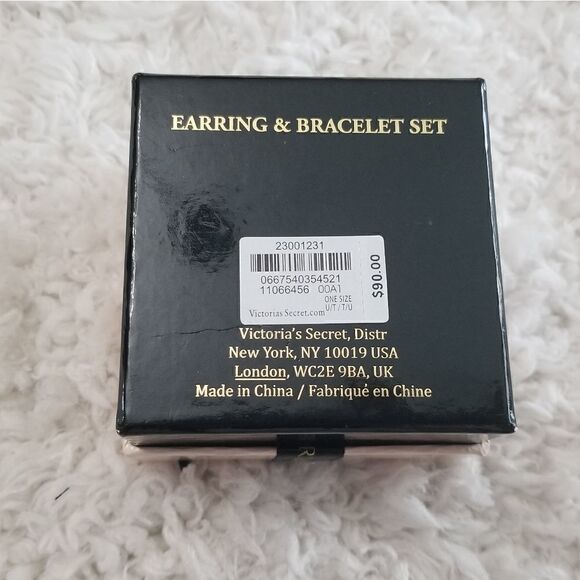 EARRING & BRACELET SET
23001231
0667540354521
11066456 00A1
ONE SIZE
U/T / T/U
VictoriasSecret.com
$90.00
Victoria's Secret, Distr
New York, NY 10019 USA
London, WC2E 9BA, UK
Made in China / Fabriqué en Chine
R